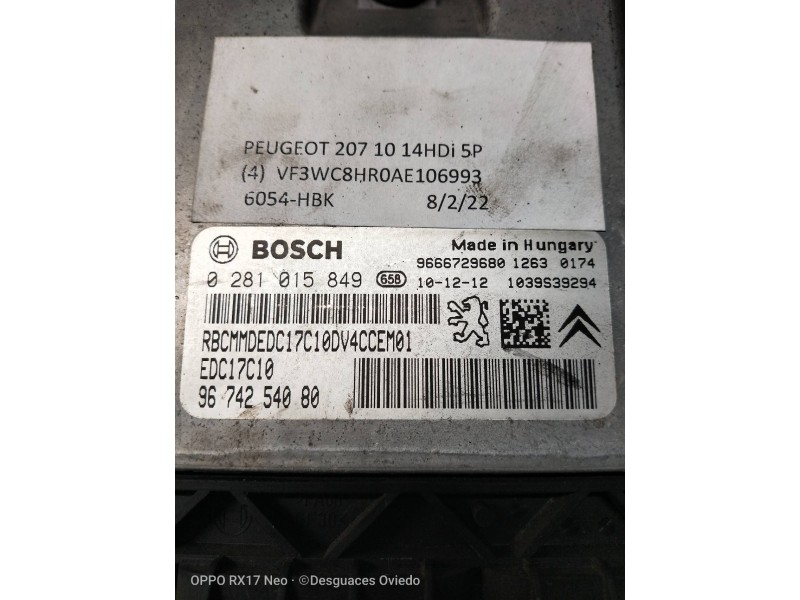 PEUGEOT 207 10 14HDi 5P
(4) VF3WC8HR0AE106993
6054-HBK 8/2/22
BOSCH
Made in Hungary
9666729680 1263 0174
0 281 015 849 658 10-12-12 1039S39294
RBCMMDEDC17C10DV4CCEM01
EDC17C10
96 742 540 80
OPPO RX17 Neo · ©Desguaces Oviedo